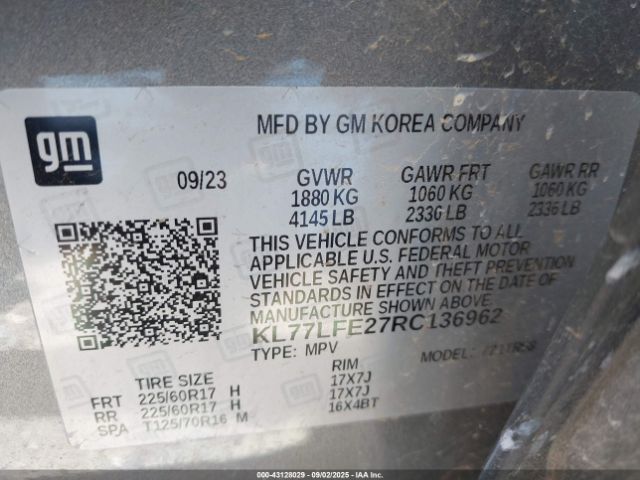 gm
MFD BY GM KOREA COMPANY
09/23 GVWR GAWR FRT GAWR RR
1880 KG 1060 KG 1060 KG
4145 LB 2336 LB 2336 LB
THIS VEHICLE CONFORMS TO ALL
APPLICABLE U.S. FEDERAL MOTOR
VEHICLE SAFETY AND THEFT PREVENTION
STANDARDS IN EFFECT ON THE DATE OF
MANUFACTURE SHOWN ABOVE.
KL77LFE27RC136962
TYPE: MPV MODEL:
TIRE SIZE RIM
FRT 225/60R17 H 17X7J
RR 225/60R17 H 17X7J
SPA T125/70R16 M 16X4BT
000-43128029 - 09/02/2025 - IAAI.COM